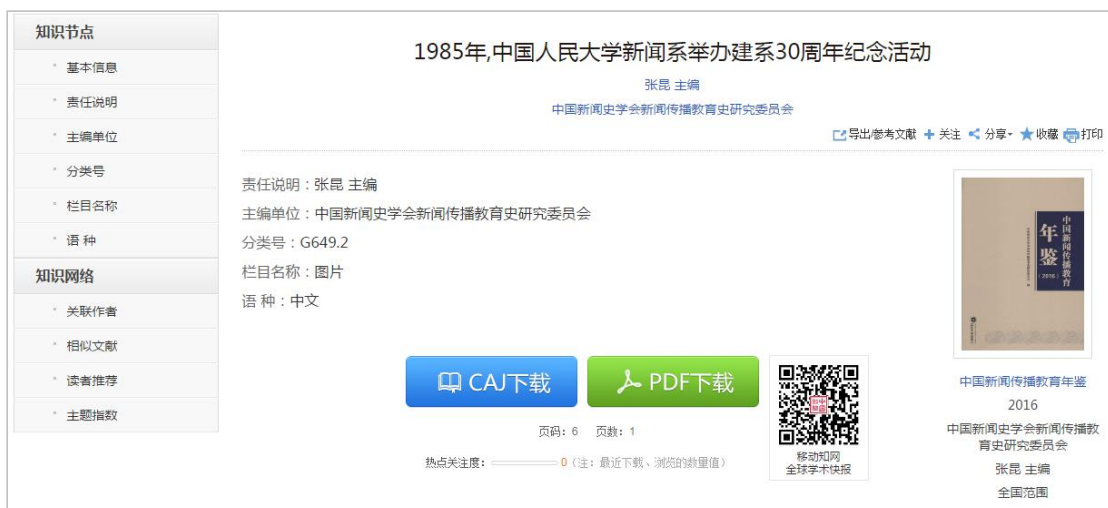 知识节点
基本信息
责任说明
主编单位
分类号
栏目名称
语 种
知识网络
关联作者
相似文献
读者推荐
主题指数
1985年,中国人民大学新闻系举办建系30周年纪念活动
张昆 主编
中国新闻史学会新闻传播教育史研究委员会
导出/参考文献 关注 分享 收藏 打印
责任说明：张昆 主编
主编单位：中国新闻史学会新闻传播教育史研究委员会
分类号：G649.2
栏目名称：图片
语 种：中文
CAJ下载
PDF下载
页码：6 页数：1
热点关注度：0（注：最近下载、浏览的数量值）
移动知网
全球学术快报
中国新闻传播教育
年鉴
（2016）
中国新闻传播教育年鉴
2016
中国新闻史学会新闻传播教
育史研究委员会
张昆 主编
全国范围